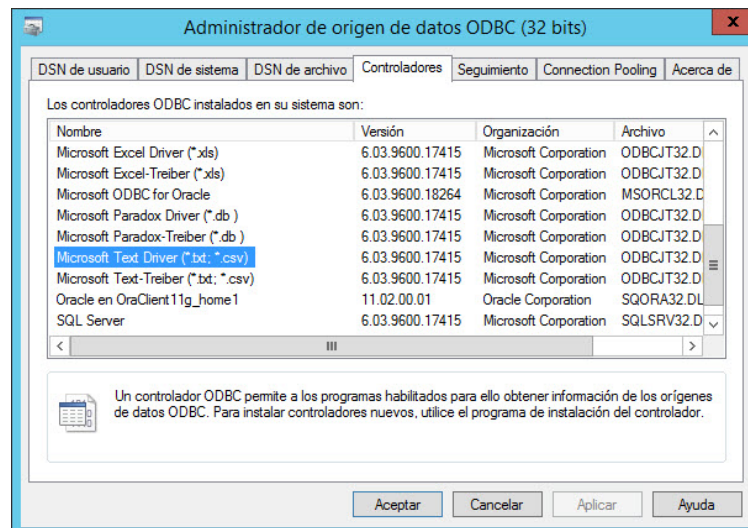 Administrador de origen de datos ODBC (32 bits)
x
DSN de usuario DSN de sistema DSN de archivo Controladores Seguimiento Connection Pooling Acerca de
Los controladores ODBC instalados en su sistema son:
Nombre Versión Organización Archivo
Microsoft Excel Driver (*.xls) 6.03.9600.17415 Microsoft Corporation ODBCJT32.D
Microsoft Excel-Treiber (*.xls) 6.03.9600.17415 Microsoft Corporation ODBCJT32.D
Microsoft ODBC for Oracle 6.03.9600.18264 Microsoft Corporation MSORCL32.D
Microsoft Paradox Driver (*.db ) 6.03.9600.17415 Microsoft Corporation ODBCJT32.D
Microsoft Paradox-Treiber (*.db ) 6.03.9600.17415 Microsoft Corporation ODBCJT32.D
Microsoft Text Driver (*.txt; *.csv) 6.03.9600.17415 Microsoft Corporation ODBCJT32.D
Microsoft Text-Treiber (*.txt; *.csv) 6.03.9600.17415 Microsoft Corporation ODBCJT32.D
Oracle en OraClient11g_home1 11.02.00.01 Oracle Corporation SQORA32.DL
SQL Server 6.03.9600.17415 Microsoft Corporation SQLSRV32.D
Un controlador ODBC permite a los programas habilitados para ello obtener información de los orígenes
de datos ODBC. Para instalar controladores nuevos, utilice el programa de instalación del controlador.
Aceptar Cancelar Aplicar Ayuda